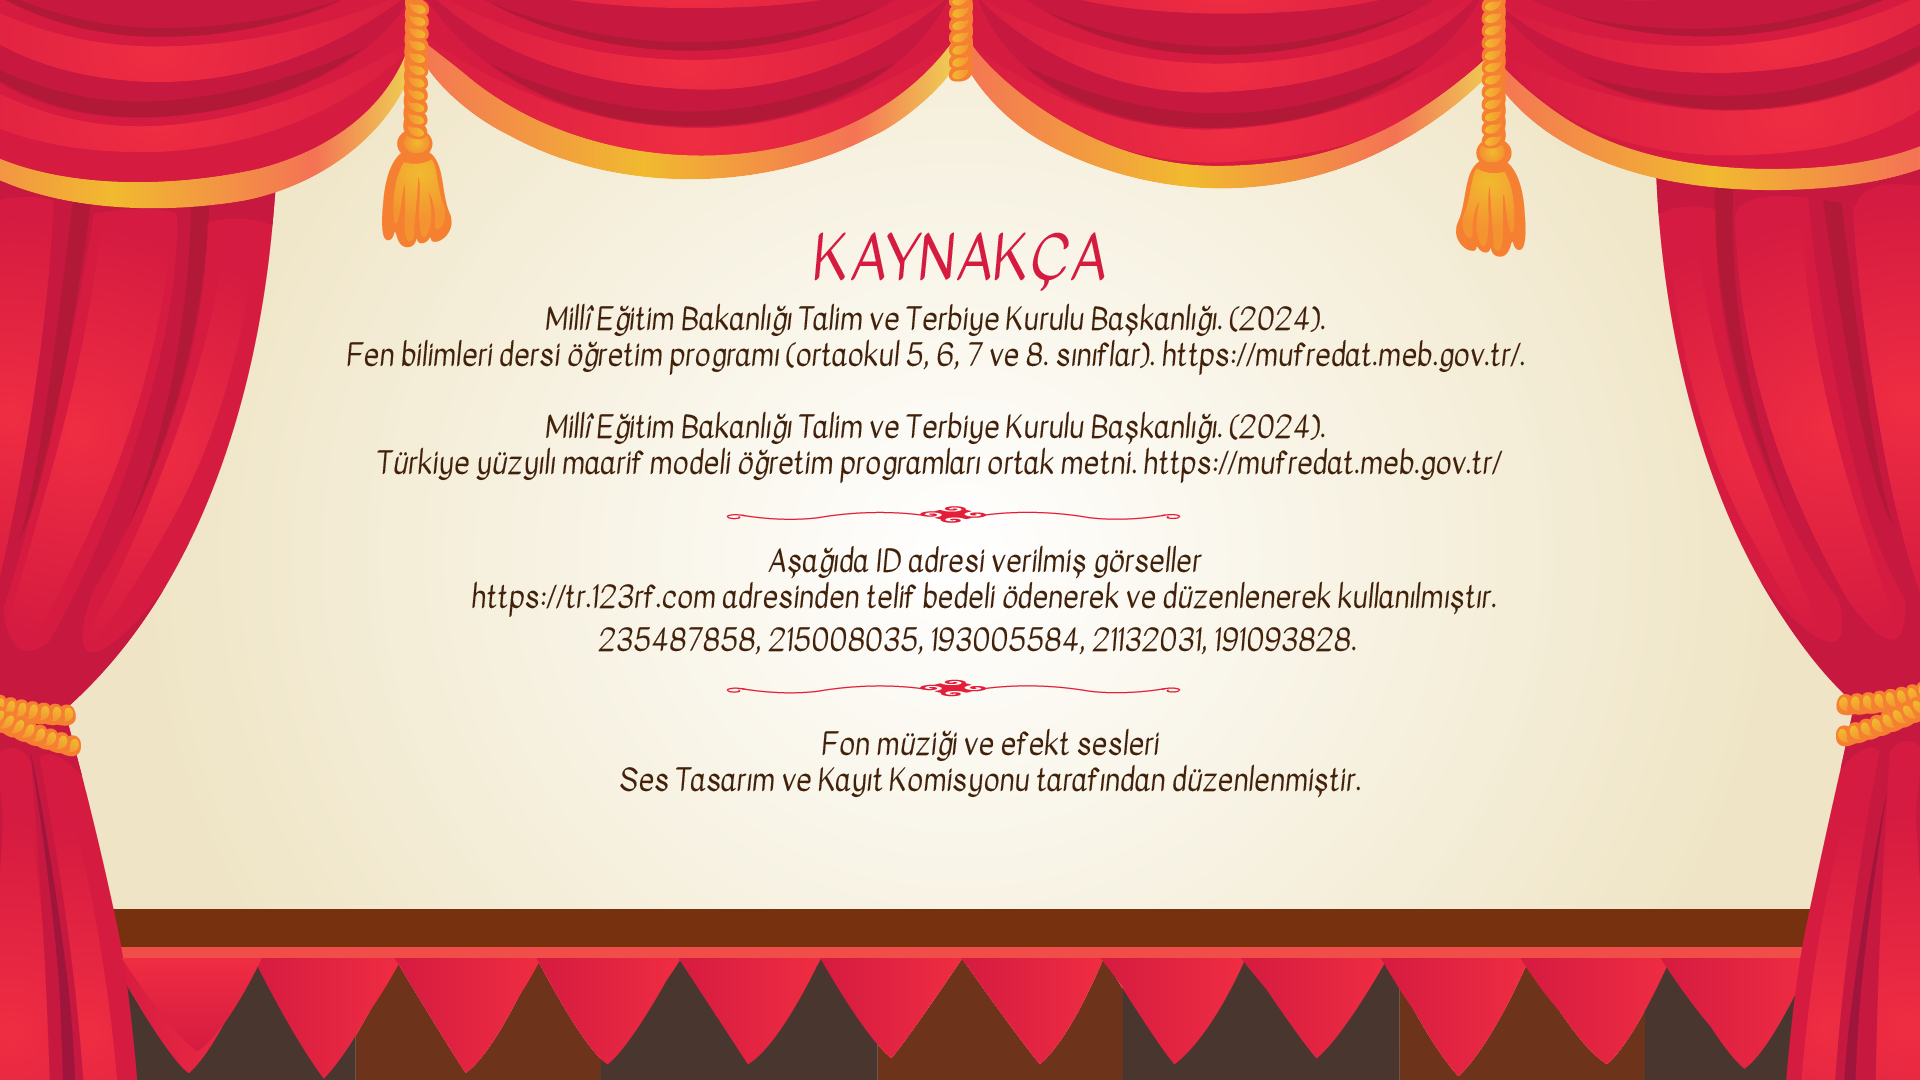 KAYNAKÇA
Millî Eğitim Bakanlığı Talim ve Terbiye Kurulu Başkanlığı. (2024).
Fen bilimleri dersi öğretim programı (ortaokul 5, 6, 7 ve 8. sınıflar). https://mufredat.meb.gov.tr/.
Millî Eğitim Bakanlığı Talim ve Terbiye Kurulu Başkanlığı. (2024).
Türkiye yüzyılı maarif modeli öğretim programları ortak metni. https://mufredat.meb.gov.tr/
Aşağıda ID adresi verilmiş görseller
https://tr.123rf.com adresinden telif bedeli ödenerek ve düzenlenerek kullanılmıştır.
235487858, 215008035, 193005584, 21132031, 191093828.
Fon müziği ve efekt sesleri
Ses Tasarım ve Kayıt Komisyonu tarafından düzenlenmiştir.